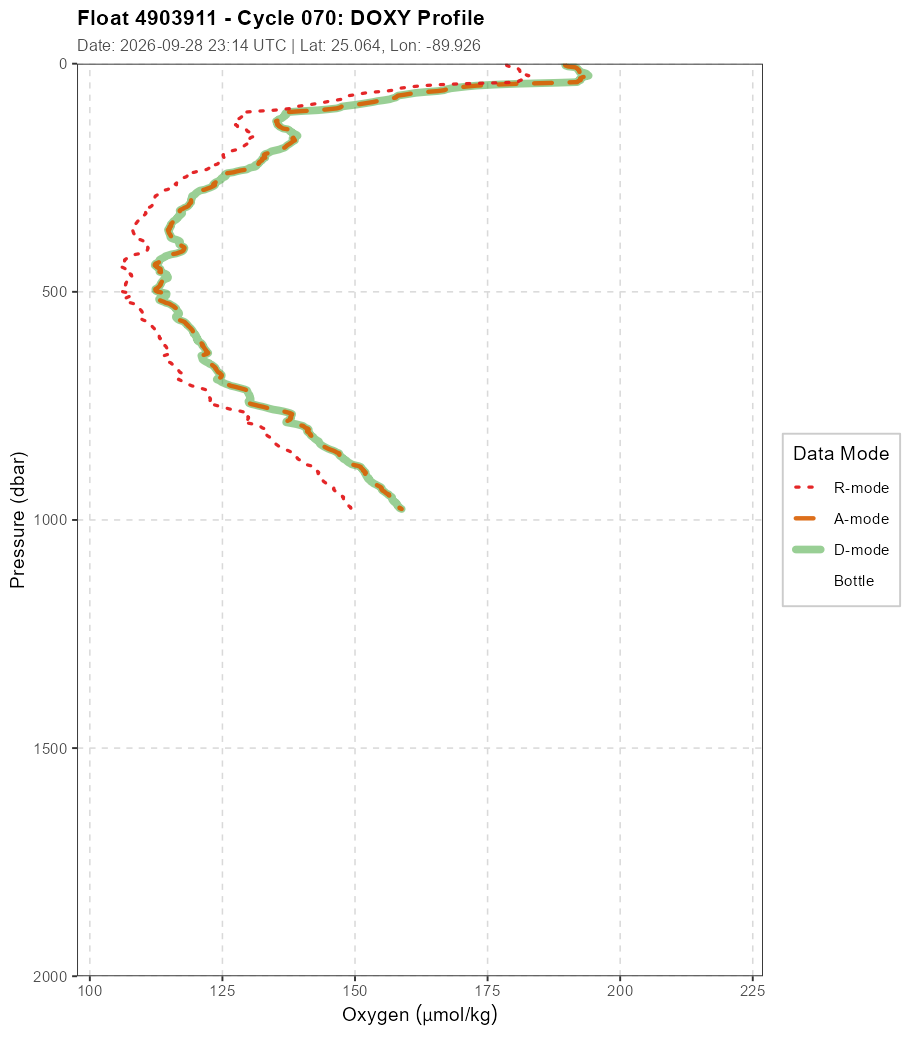 Float 4903911 - Cycle 070: DOXY Profile
Date: 2026-09-28 23:14 UTC | Lat: 25.064, Lon: -89.926
0
500
1000
1500
2000
Pressure (dbar)
100 125 150 175 200 225
Oxygen (µmol/kg)
Data Mode
R-mode
A-mode
D-mode
Bottle